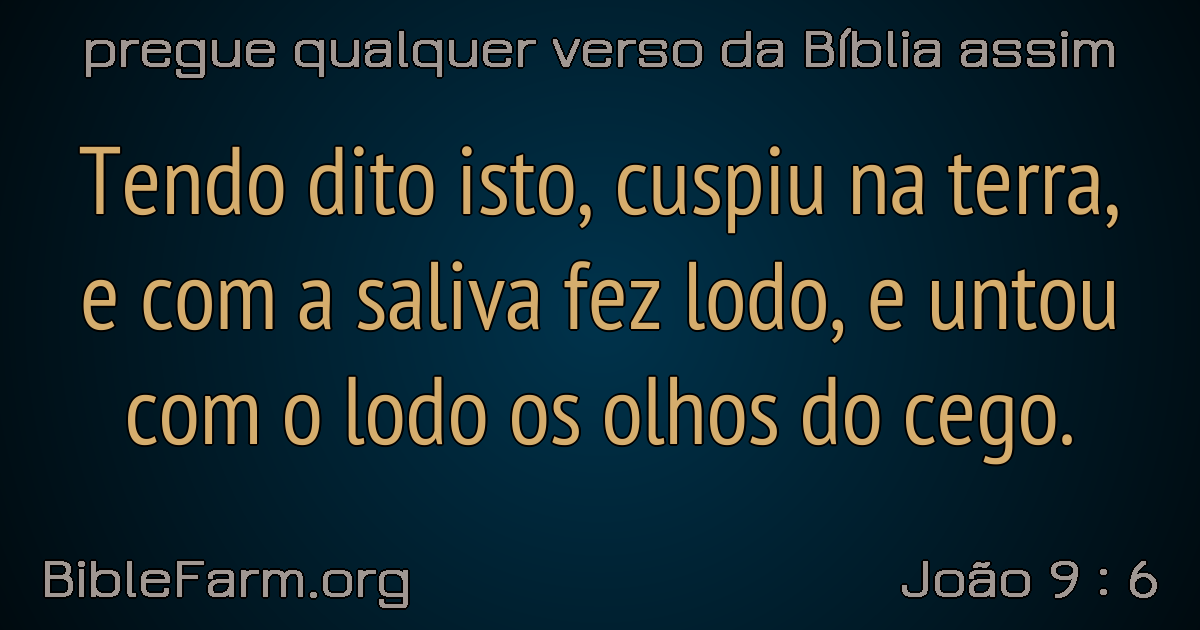 pregue qualquer verso da Bíblia assim
Tendo dito isto, cuspiu na terra,
e com a saliva fez lodo, e untou
com o lodo os olhos do cego.
BibleFarm.org
João 9 : 6